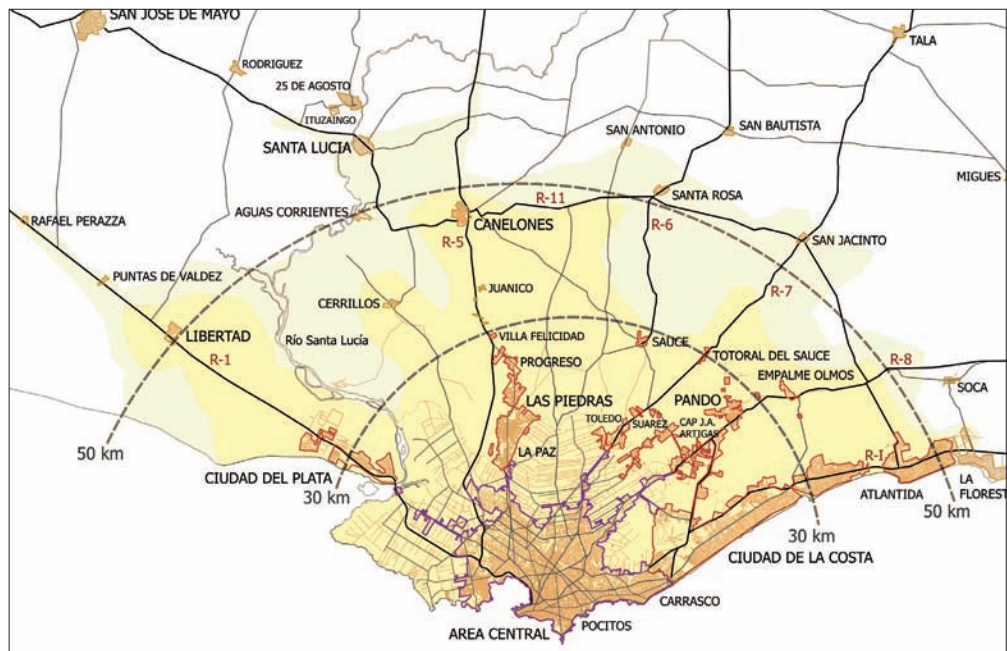 SAN JOSE DE MAYO
TALA
RODRIGUEZ
25 DE AGOSTO
ITUZAINGO
SAN ANTONIO
SAN BAUTISTA
SANTA LUCIA
MIGUES
SANTA ROSA
R-11
RAFAEL PERAZZA
AGUAS CORRIENTES
CANELONES
R-5
R-6
SAN JACINTO
PUNTAS DE VALDEZ
R-7
CERRILLOS
JUANICO
LIBERTAD
Río Santa Lucía
VILLA FELICIDAD
SAUCE
R-1
PROGRESO
TOTORAL DEL SAUCE
R-8
EMPALME OLMOS
SOCA
LAS PIEDRAS
PANDO
TOLEDO
SUAREZ
CAP J.A.
ARTIGAS
50 km
LA PAZ
R-I
CIUDAD DEL PLATA
30 km
ATLANTIDA
LA
FLOREST
50 km
30 km
CIUDAD DE LA COSTA
CARRASCO
POCITOS
AREA CENTRAL